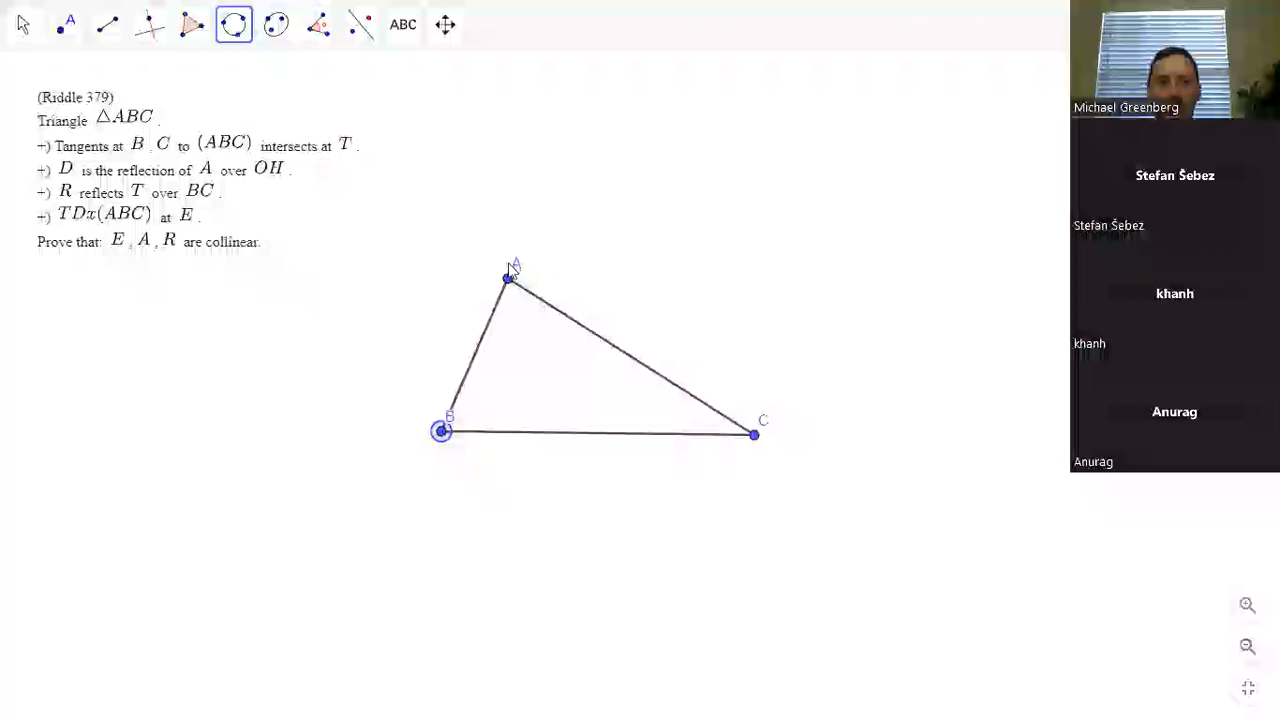 A
ABC
(Riddle 379)
Triangle △ABC .
+) Tangents at B , C to (ABC) intersects at T .
+) D is the reflection of A over OH .
+) R reflects T over BC .
+) TDx(ABC) at E .
Prove that: E , A , R are collinear.
A
B
C
Michael Greenberg
Stefan Šebez
Stefan Šebez
khanh
khanh
Anurag
Anurag